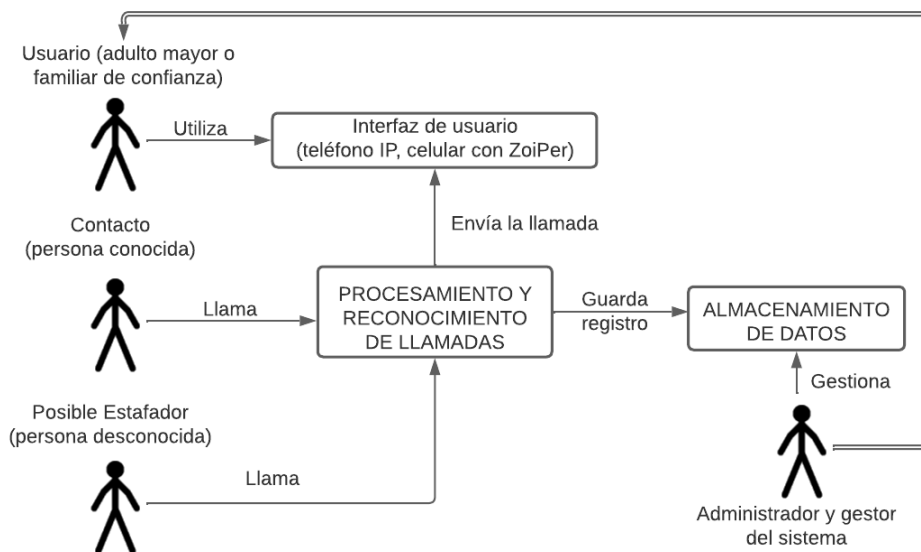 Usuario (adulto mayor o
familiar de confianza)
Utiliza
Interfaz de usuario
(teléfono IP, celular con ZoiPer)
Contacto
(persona conocida)
Envía la llamada
Llama
PROCESAMIENTO Y
RECONOCIMIENTO
DE LLAMADAS
Guarda
registro
ALMACENAMIENTO
DE DATOS
Gestiona
Posible Estafador
(persona desconocida)
Llama
Administrador y gestor
del sistema